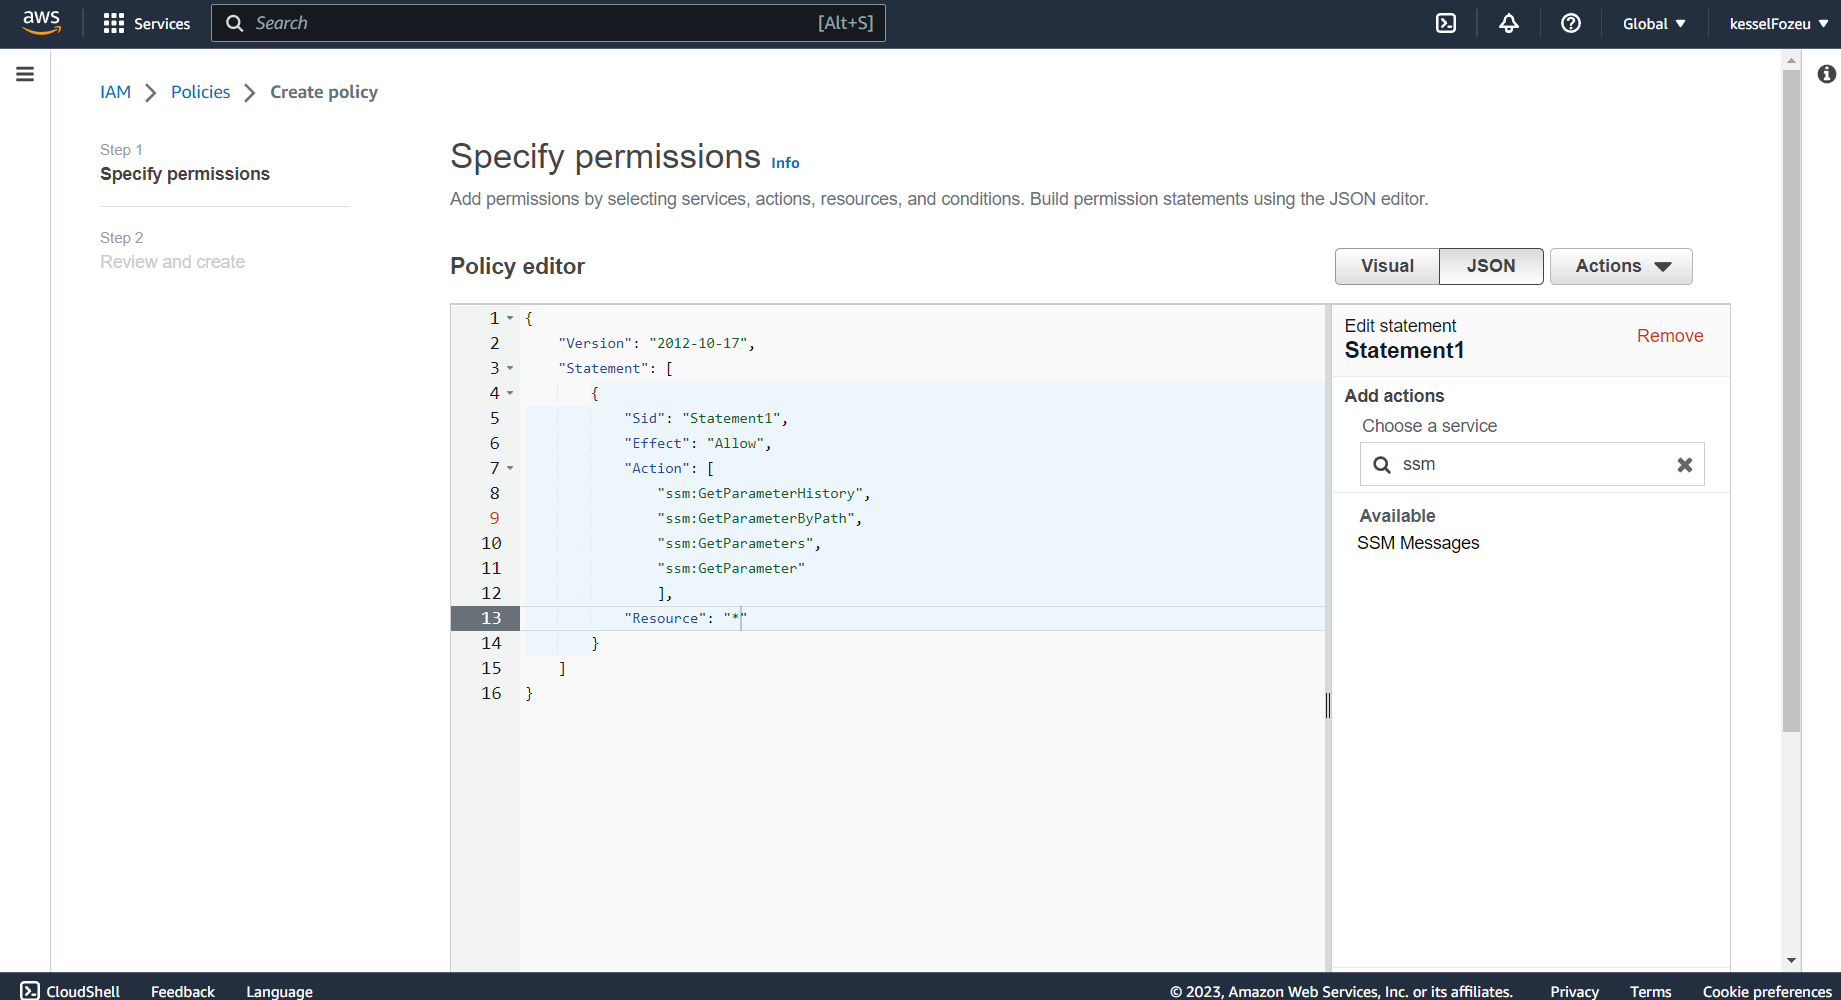 aws
Services
Search
[Alt+S]
Global
kesselFozeu
IAM
Policies
Create policy
Step 1
Specify permissions
Step 2
Review and create
Specify permissions Info
Add permissions by selecting services, actions, resources, and conditions. Build permission statements using the JSON editor.
Policy editor
Visual
JSON
Actions
1 {
2 "Version": "2012-10-17",
3 "Statement": [
4 {
5 "Sid": "Statement1",
6 "Effect": "Allow",
7 "Action": [
8 "ssm:GetParameterHistory",
9 "ssm:GetParameterByPath",
10 "ssm:GetParameters",
11 "ssm:GetParameter"
12 ],
13 "Resource": "*"
14 }
15 ]
16 }
Edit statement
Statement1
Remove
Add actions
Choose a service
ssm
Available
SSM Messages
CloudShell
Feedback
Language
© 2023, Amazon Web Services, Inc. or its affiliates.
Privacy
Terms
Cookie preferences